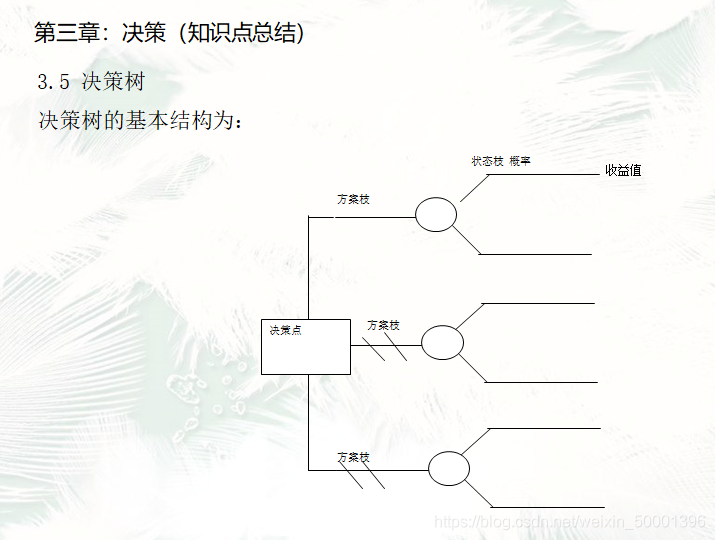 第三章：决策（知识点总结）
3.5 决策树
决策树的基本结构为：
状态枝 概率
收益值
方案枝
决策点
方案枝
方案枝
https://blog.csdn.net/weixin_50001396